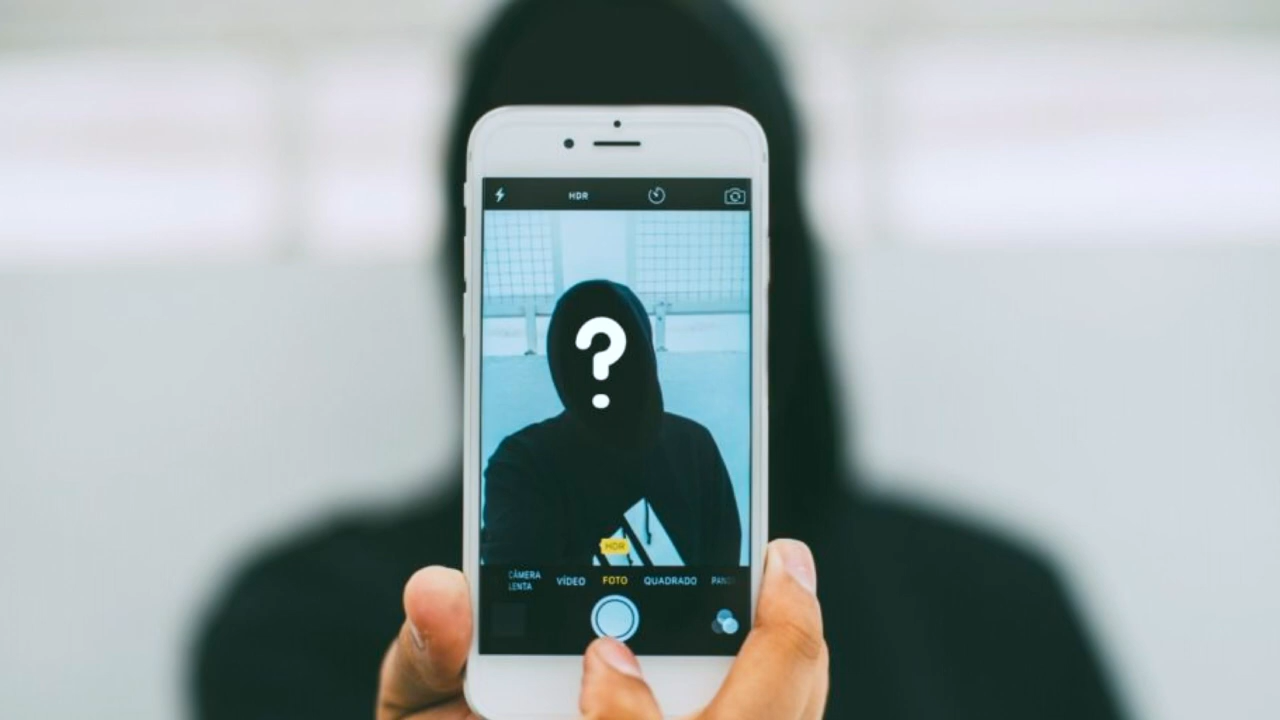 HDR
?
HDR
CÂMERA
LENTA
VÍDEO FOTO QUADRADO